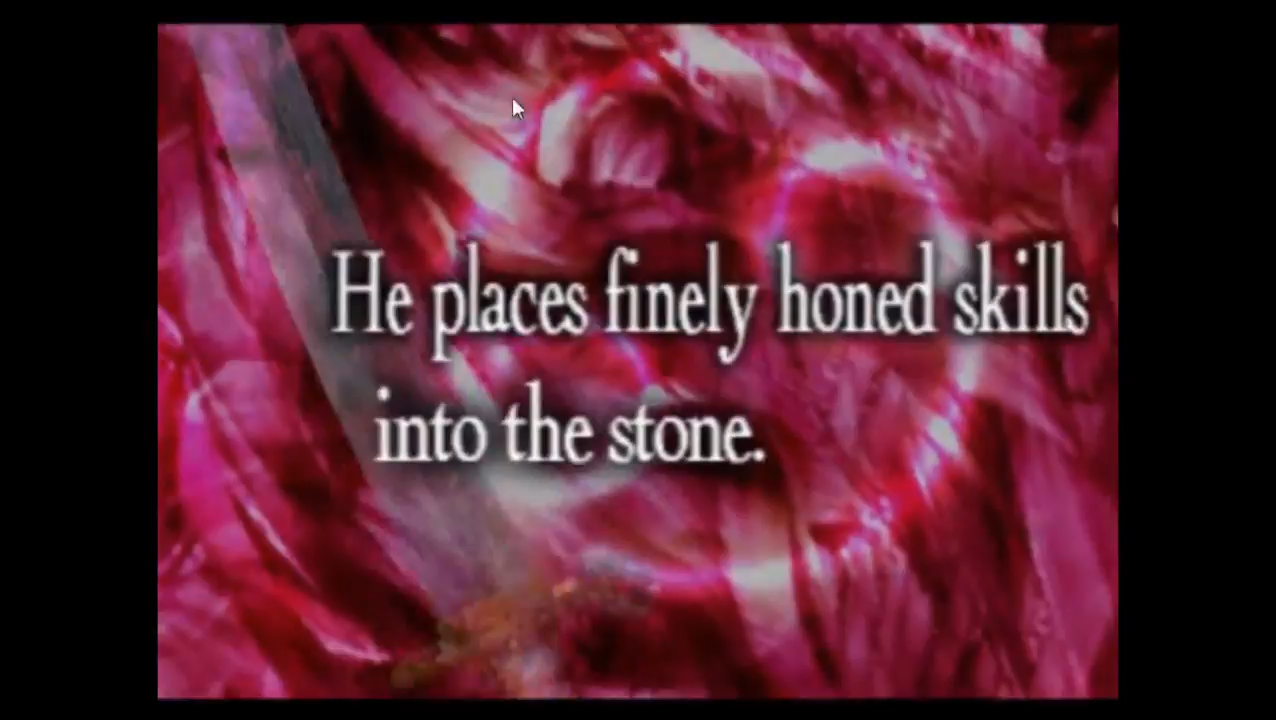 He places finely honed skills
into the stone.